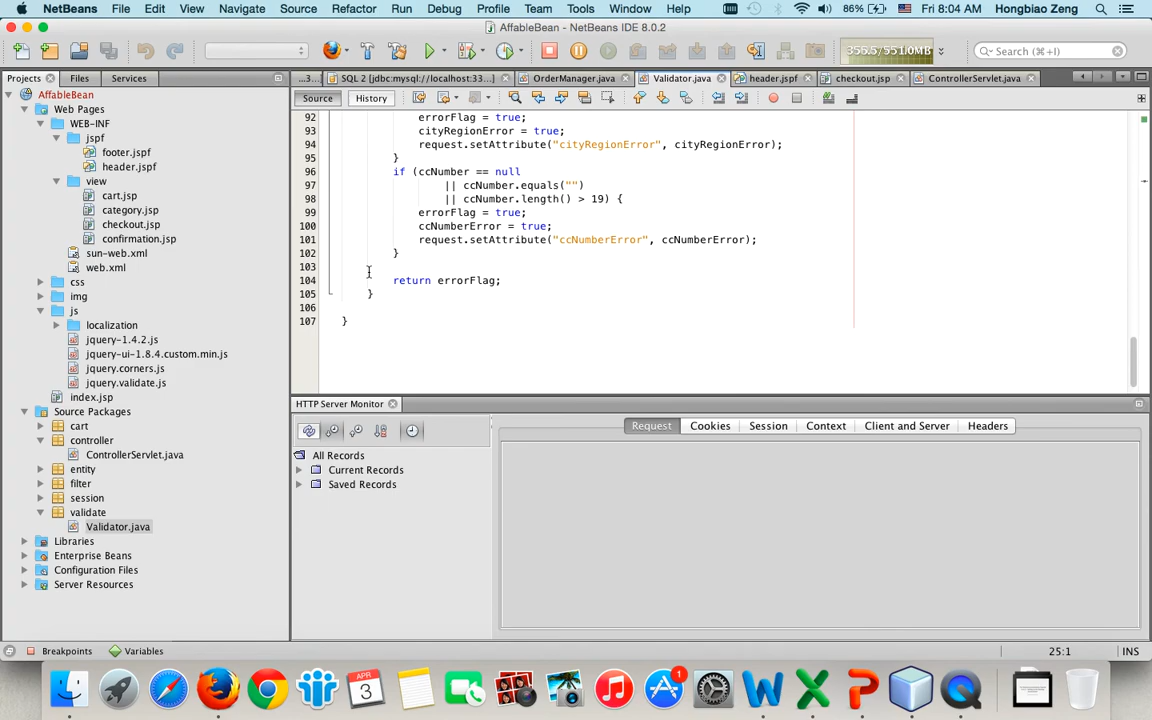 NetBeans File Edit View Navigate Source Refactor Run Debug Profile Team Tools Window Help 86% Fri 8:04 AM Hongbiao Zeng
AffableBean - NetBeans IDE 8.0.2
356.5/551.0MB Search (⌘+I)
Projects Files Services
...3... SQL 2 [jdbc:mysql://localhost:33... OrderManager.java Validator.java header.jspf checkout.jsp ControllerServlet.java
Source History
AffableBean
Web Pages
WEB-INF
jspf
footer.jspf
header.jspf
view
cart.jsp
category.jsp
checkout.jsp
confirmation.jsp
sun-web.xml
web.xml
css
img
js
localization
jquery-1.4.2.js
jquery-ui-1.8.4.custom.min.js
jquery.corners.js
jquery.validate.js
index.jsp
Source Packages
cart
controller
ControllerServlet.java
entity
filter
session
validate
Validator.java
Libraries
Enterprise Beans
Configuration Files
Server Resources
92 errorFlag = true;
93 cityRegionError = true;
94 request.setAttribute("cityRegionError", cityRegionError);
95 }
96 if (ccNumber == null
97 || ccNumber.equals("")
98 || ccNumber.length() > 19) {
99 errorFlag = true;
100 ccNumberError = true;
101 request.setAttribute("ccNumberError", ccNumberError);
102 }
103
104 return errorFlag;
105 }
106
107 }
HTTP Server Monitor
All Records
Current Records
Saved Records
Request Cookies Session Context Client and Server Headers
Breakpoints Variables 25:1 INS
APR
3
1